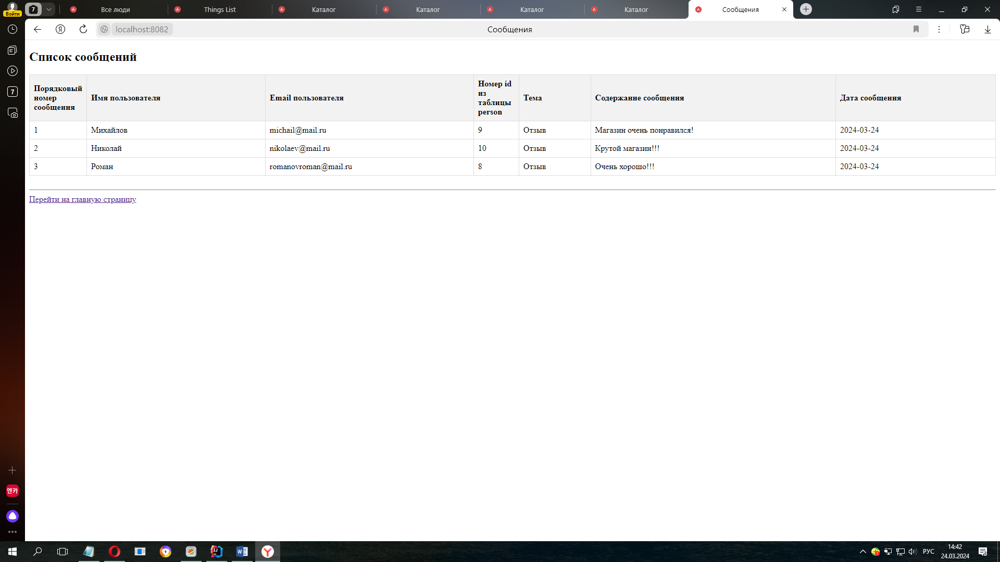 Войти
7
Все люди
Things List
Каталог
Каталог
Каталог
Каталог
Сообщения
localhost:8082
Сообщения
7
Список сообщений
Порядковый номер сообщения
Имя пользователя
Email пользователя
Номер id из таблицы person
Тема
Содержание сообщения
Дата сообщения
1 Михайлов michail@mail.ru 9 Отзыв Магазин очень понравился! 2024-03-24
2 Николай nikolaev@mail.ru 10 Отзыв Крутой магазин!!! 2024-03-24
3 Роман romanovroman@mail.ru 8 Отзыв Очень хорошо!!! 2024-03-24
Перейти на главную страницу
엔카
РУС
14:42
24.03.2024